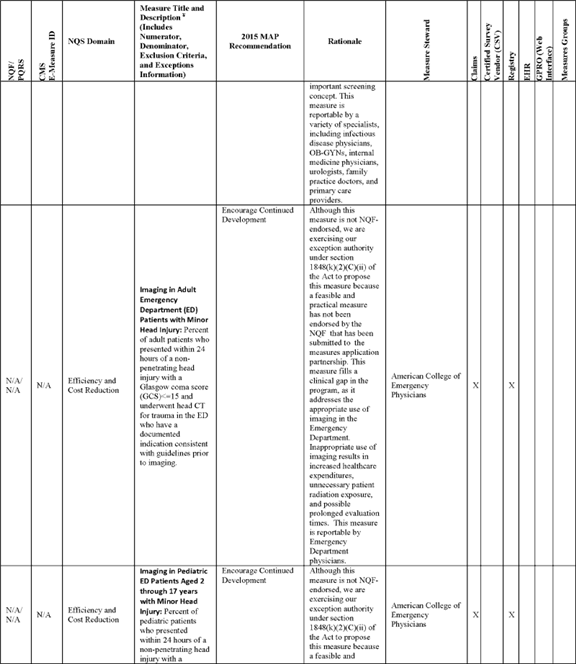 NQF/
PQRS
CMS
E-Measure ID
NQS Domain
Measure Title and
Description ¥
(Includes
Numerator,
Denominator,
Exclusion Criteria,
and Exceptions
Information)
2015 MAP
Recommendation
Rationale
Measure Steward
Claims
Certified Survey
Vendor (CSV)
Registry
EHR
GPRO (Web
Interface)
Measures Groups
important screening
concept. This
measure is
reportable by a
variety of specialists,
including infectious
disease physicians,
OB-GYNs, internal
medicine physicians,
urologists, family
practice doctors, and
primary care
providers.
N/A/
N/A
N/A
Efficiency and
Cost Reduction
Imaging in Adult
Emergency
Department (ED)
Patients with Minor
Head Injury: Percent
of adult patients who
presented within 24
hours of a non-
penetrating head
injury with a
Glasgow coma score
(GCS)<=15 and
underwent head CT
for trauma in the ED
who have a
documented
indication consistent
with guidelines prior
to imaging.
Encourage Continued
Development
Although this
measure is not NQF-
endorsed, we are
exercising our
exception authority
under section
1848(k)(2)(C)(ii) of
the Act to propose
this measure because
a feasible and
practical measure
has not been
endorsed by the
NQF that has been
submitted to the
measures application
partnership. This
measure fills a
clinical gap in the
program, as it
addresses the
appropriate use of
imaging in the
Emergency
Department.
Inappropriate use of
imaging results in
increased healthcare
expenditures,
unnecessary patient
radiation exposure,
and possible
prolonged evaluation
times. This measure
is reportable by
Emergency
Department
physicians.
American College of
Emergency
Physicians
X
X
N/A/
N/A
N/A
Efficiency and
Cost Reduction
Imaging in Pediatric
ED Patients Aged 2
through 17 years
with Minor Head
Injury: Percent of
pediatric patients
who presented
within 24 hours of a
non-penetrating head
injury with a
Encourage Continued
Development
Although this
measure is not NQF-
endorsed, we are
exercising our
exception authority
under section
1848(k)(2)(C)(ii) of
the Act to propose
this measure because
a feasible and
American College of
Emergency
Physicians
X
X